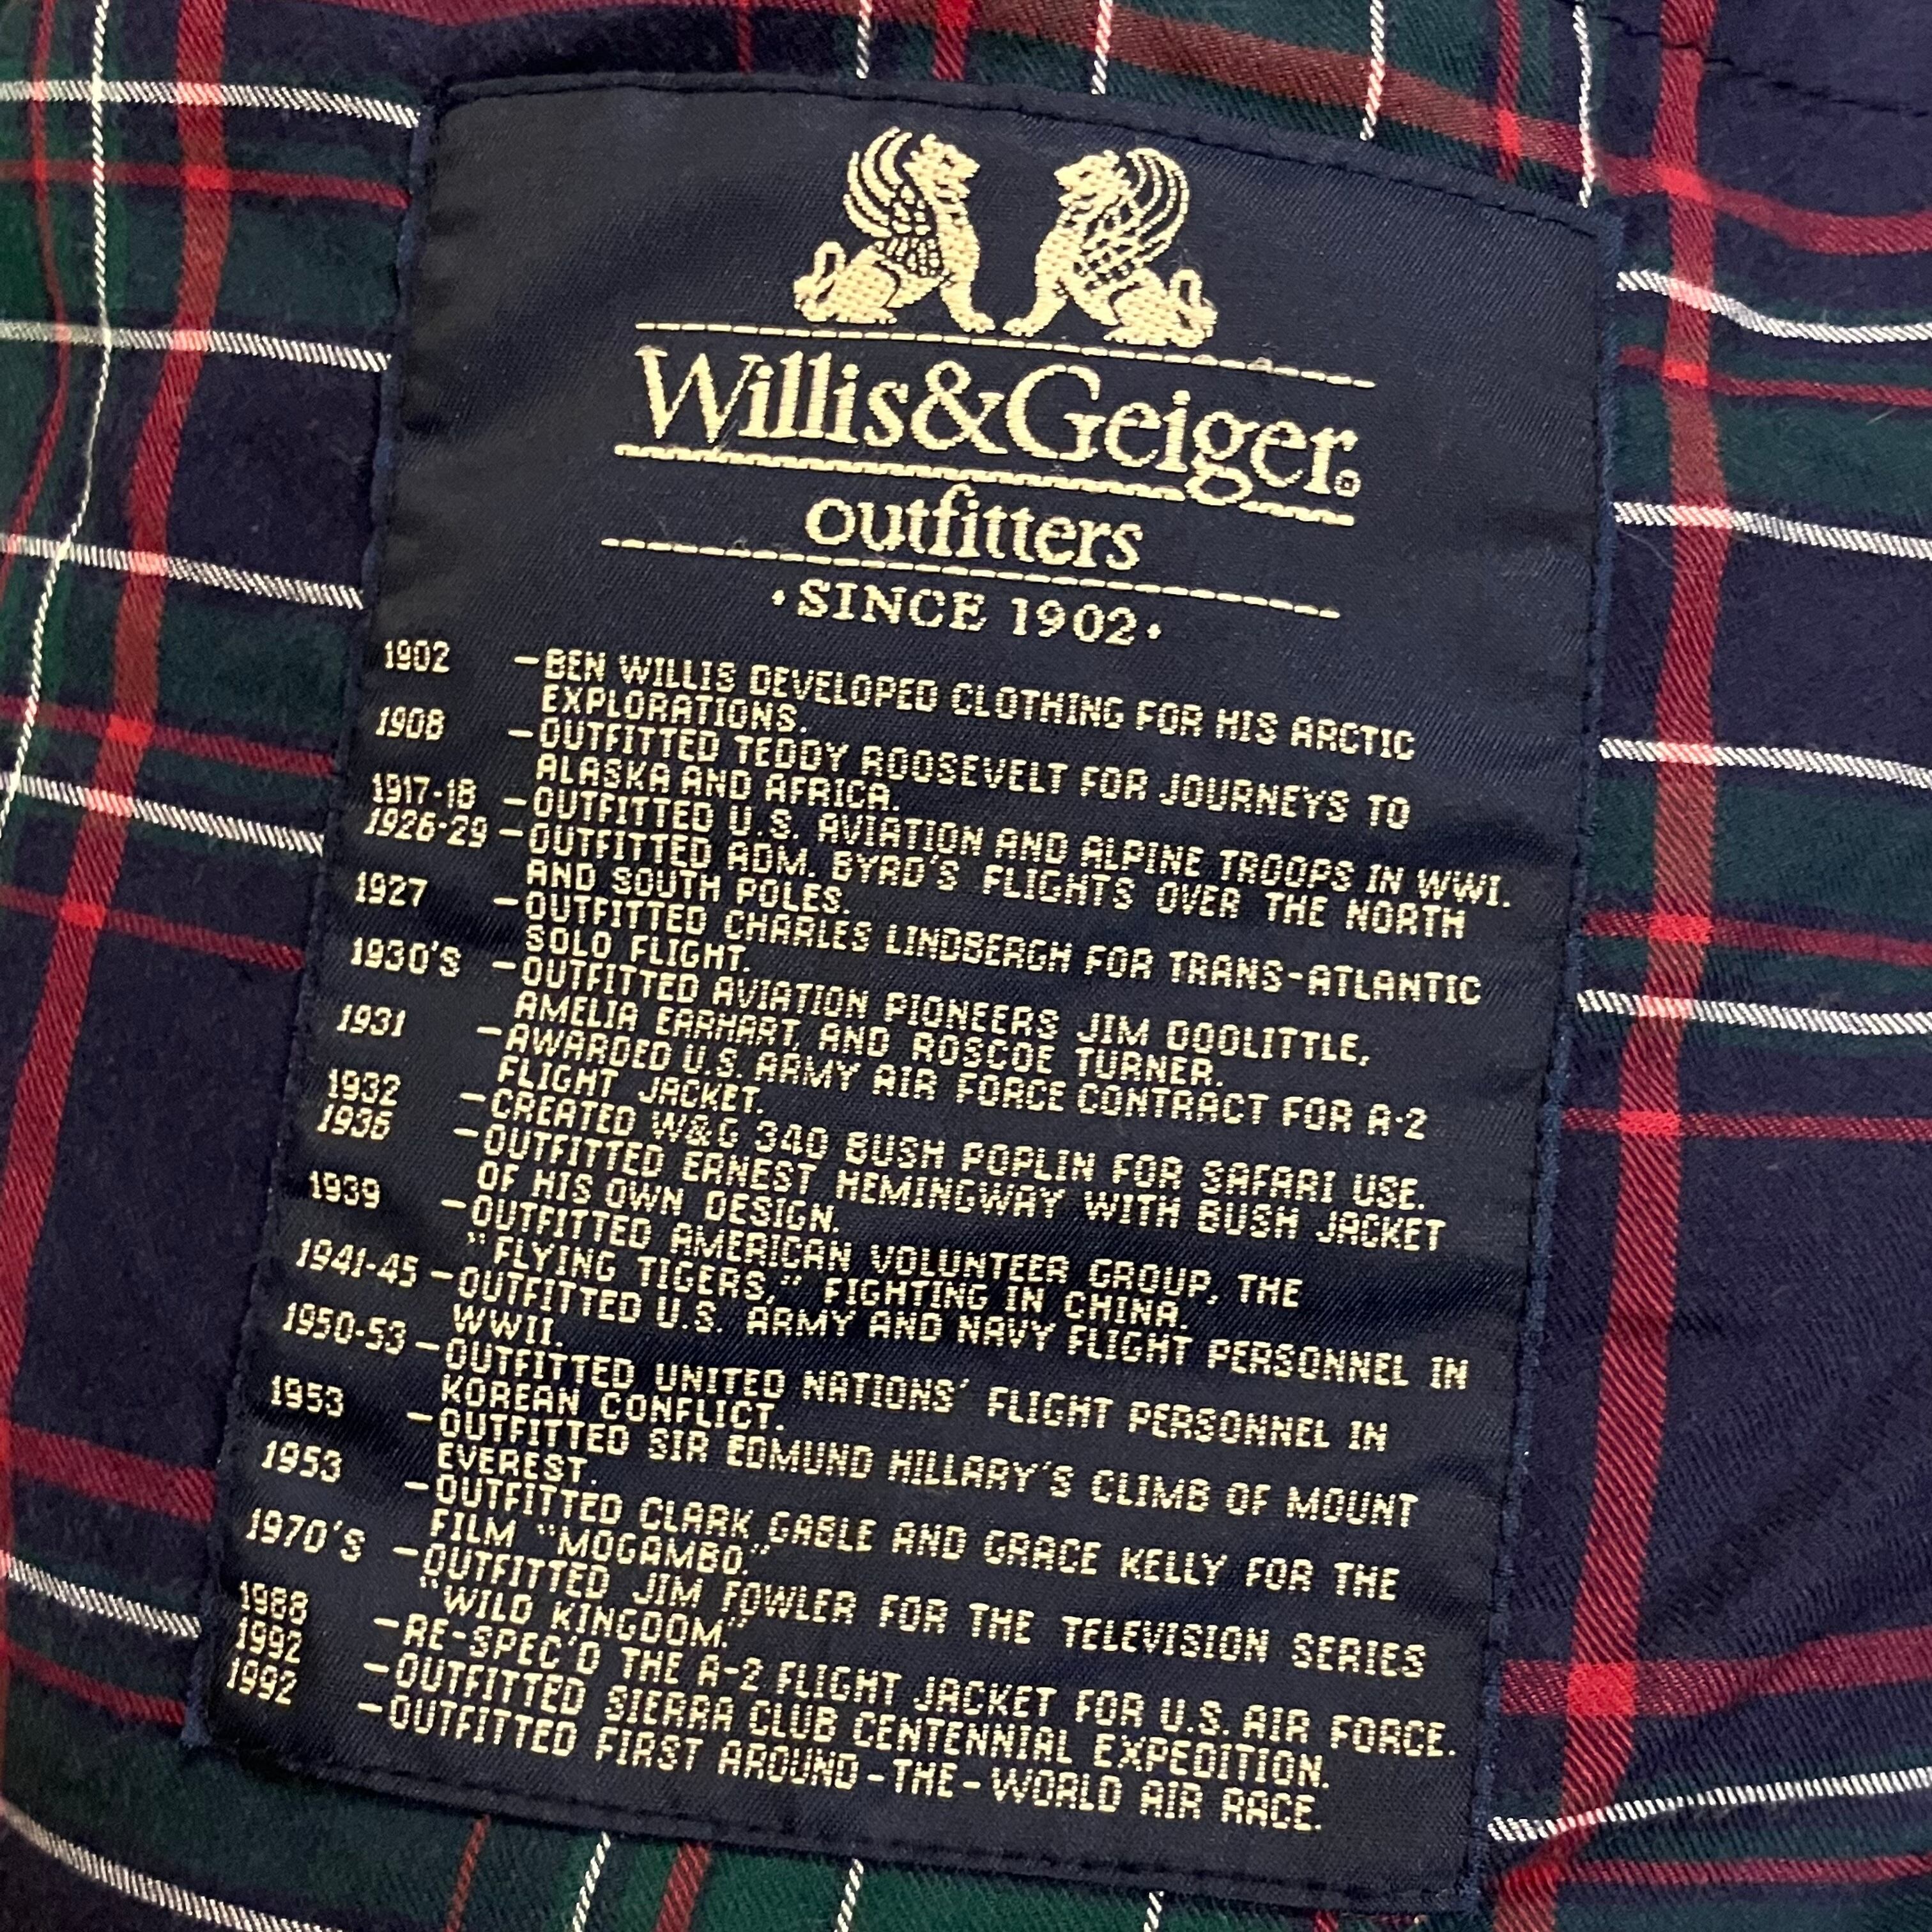 Willis&Geiger®
outfitters
·SINCE 1902·
1902 –BEN WILLIS DEVELOPED CLOTHING FOR HIS ARCTIC
EXPLORATIONS.
1908 –OUTFITTED TEDDY ROOSEVELT FOR JOURNEYS TO
ALASKA AND AFRICA.
1917-18 –OUTFITTED U.S. AVIATION AND ALPINE TROOPS IN WWI.
1926-29 –OUTFITTED ADM. BYRD'S FLIGHTS OVER THE NORTH
AND SOUTH POLES.
1927 –OUTFITTED CHARLES LINDBERGH FOR TRANS-ATLANTIC
SOLO FLIGHT.
1930'S –OUTFITTED AVIATION PIONEERS JIM DOOLITTLE,
AMELIA EARHART, AND ROSCOE TURNER.
1931 –AWARDED U.S. ARMY AIR FORCE CONTRACT FOR A-2
FLIGHT JACKET.
1932 –CREATED W&G 340 BUSH POPLIN FOR SAFARI USE.
1936 –OUTFITTED ERNEST HEMINGWAY WITH BUSH JACKET
OF HIS OWN DESIGN.
1939 –OUTFITTED AMERICAN VOLUNTEER GROUP, THE
"FLYING TIGERS," FIGHTING IN CHINA.
1941-45 –OUTFITTED U.S. ARMY AND NAVY FLIGHT PERSONNEL IN
WWII.
1950-53 –OUTFITTED UNITED NATIONS' FLIGHT PERSONNEL IN
KOREAN CONFLICT.
1953 –OUTFITTED SIR EDMUND HILLARY'S CLIMB OF MOUNT
EVEREST.
1953 –OUTFITTED CLARK GABLE AND GRACE KELLY FOR THE
FILM "MOGAMBO."
1970'S –OUTFITTED JIM FOWLER FOR THE TELEVISION SERIES
"WILD KINGDOM."
1988 –RE-SPEC'D THE A-2 FLIGHT JACKET FOR U.S. AIR FORCE.
1992 –OUTFITTED SIERRA CLUB CENTENNIAL EXPEDITION.
1992 –OUTFITTED FIRST AROUND-THE-WORLD AIR RACE.